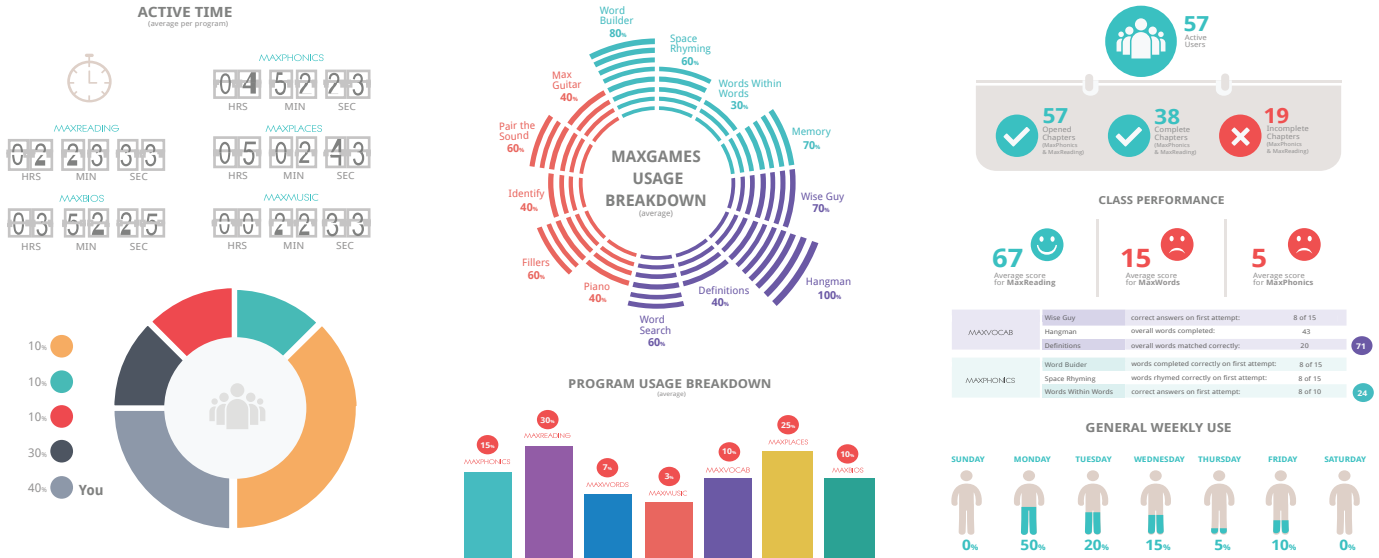 ACTIVE TIME
(average per program)
MAXPHONICS
04 52 23
HRS MIN SEC
MAXREADING
02 23 33
HRS MIN SEC
MAXPLACES
05 02 43
HRS MIN SEC
MAXBIOS
03 52 25
HRS MIN SEC
MAXMUSIC
00 22 33
HRS MIN SEC
10%
10%
10%
30%
40% You
Word
Builder
80%
Space
Rhyming
60%
Words Within
Words
30%
Memory
70%
Wise Guy
70%
Hangman
100%
Definitions
40%
Word
Search
60%
Piano
40%
Fillers
60%
Identify
40%
Pair the
Sound
60%
Max
Guitar
40%
MAXGAMES
USAGE
BREAKDOWN
(average)
PROGRAM USAGE BREAKDOWN
(average)
15%
MAXPHONICS
30%
MAXREADING
7%
MAXWORDS
3%
MAXMUSIC
10%
MAXVOCAB
25%
MAXPLACES
10%
MAXBIOS
57
Active
Users
57
Opened
Chapters
(MaxPhonics
& MaxReading)
38
Complete
Chapters
(MaxPhonics
& MaxReading)
19
Incomplete
Chapters
(MaxPhonics
& MaxReading)
CLASS PERFORMANCE
67
Average score
for MaxReading
15
Average score
for MaxWords
5
Average score
for MaxPhonics
MAXVOCAB
Wise Guy correct answers on first attempt: 8 of 15
Hangman overall words completed: 43
Definitions overall words matched correctly: 20
71
MAXPHONICS
Word Buider words completed correctly on first attempt: 8 of 15
Space Rhyming words rhymed correctly on first attempt: 8 of 15
Words Within Words correct answers on first attempt: 8 of 10
24
GENERAL WEEKLY USE
SUNDAY MONDAY TUESDAY WEDNESDAY THURSDAY FRIDAY SATURDAY
0% 50% 20% 15% 5% 10% 0%